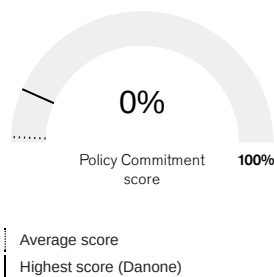 0%
Policy Commitment
score
100%
Average score
Highest score (Danone)